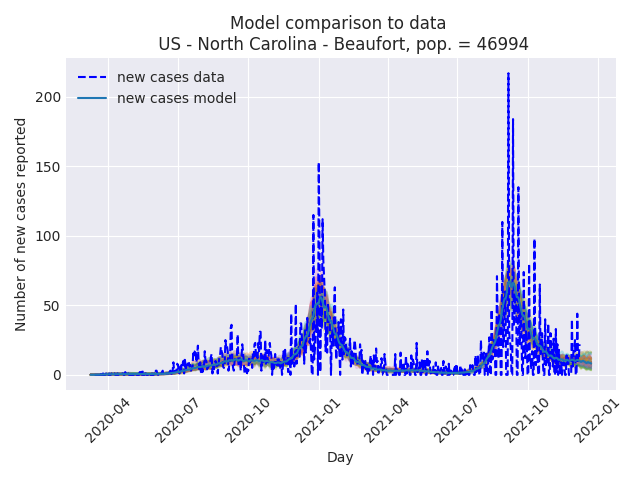 Model comparison to data
US - North Carolina - Beaufort, pop. = 46994
new cases data
new cases model
Number of new cases reported
200
150
100
50
0
2020-04
2020-07
2020-10
2021-01
2021-04
2021-07
2021-10
2022-01
Day